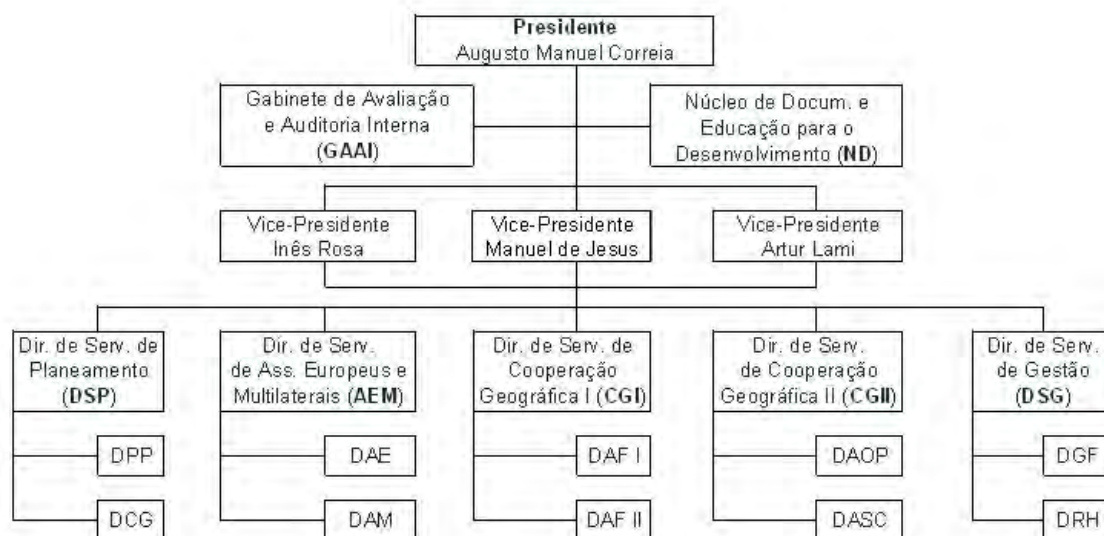 Presidente
Augusto Manuel Correia
Gabinete de Avaliação
e Auditoria Interna
(GAAI)
Núcleo de Docum. e
Educação para o
Desenvolvimento (ND)
Vice-Presidente
Inês Rosa
Vice-Presidente
Manuel de Jesus
Vice-Presidente
Artur Lami
Dir. de Serv. de
Planeamento
(DSP)
Dir. de Serv.
de Ass. Europeus e
Multilaterais (AEM)
Dir. de Serv. de
Cooperação
Geográfica I (CGI)
Dir. de Serv.
de Cooperação
Geográfica II (CGII)
Dir. de Serv.
de Gestão
(DSG)
DPP
DAE
DAF I
DAOP
DGF
DCG
DAM
DAF II
DASC
DRH